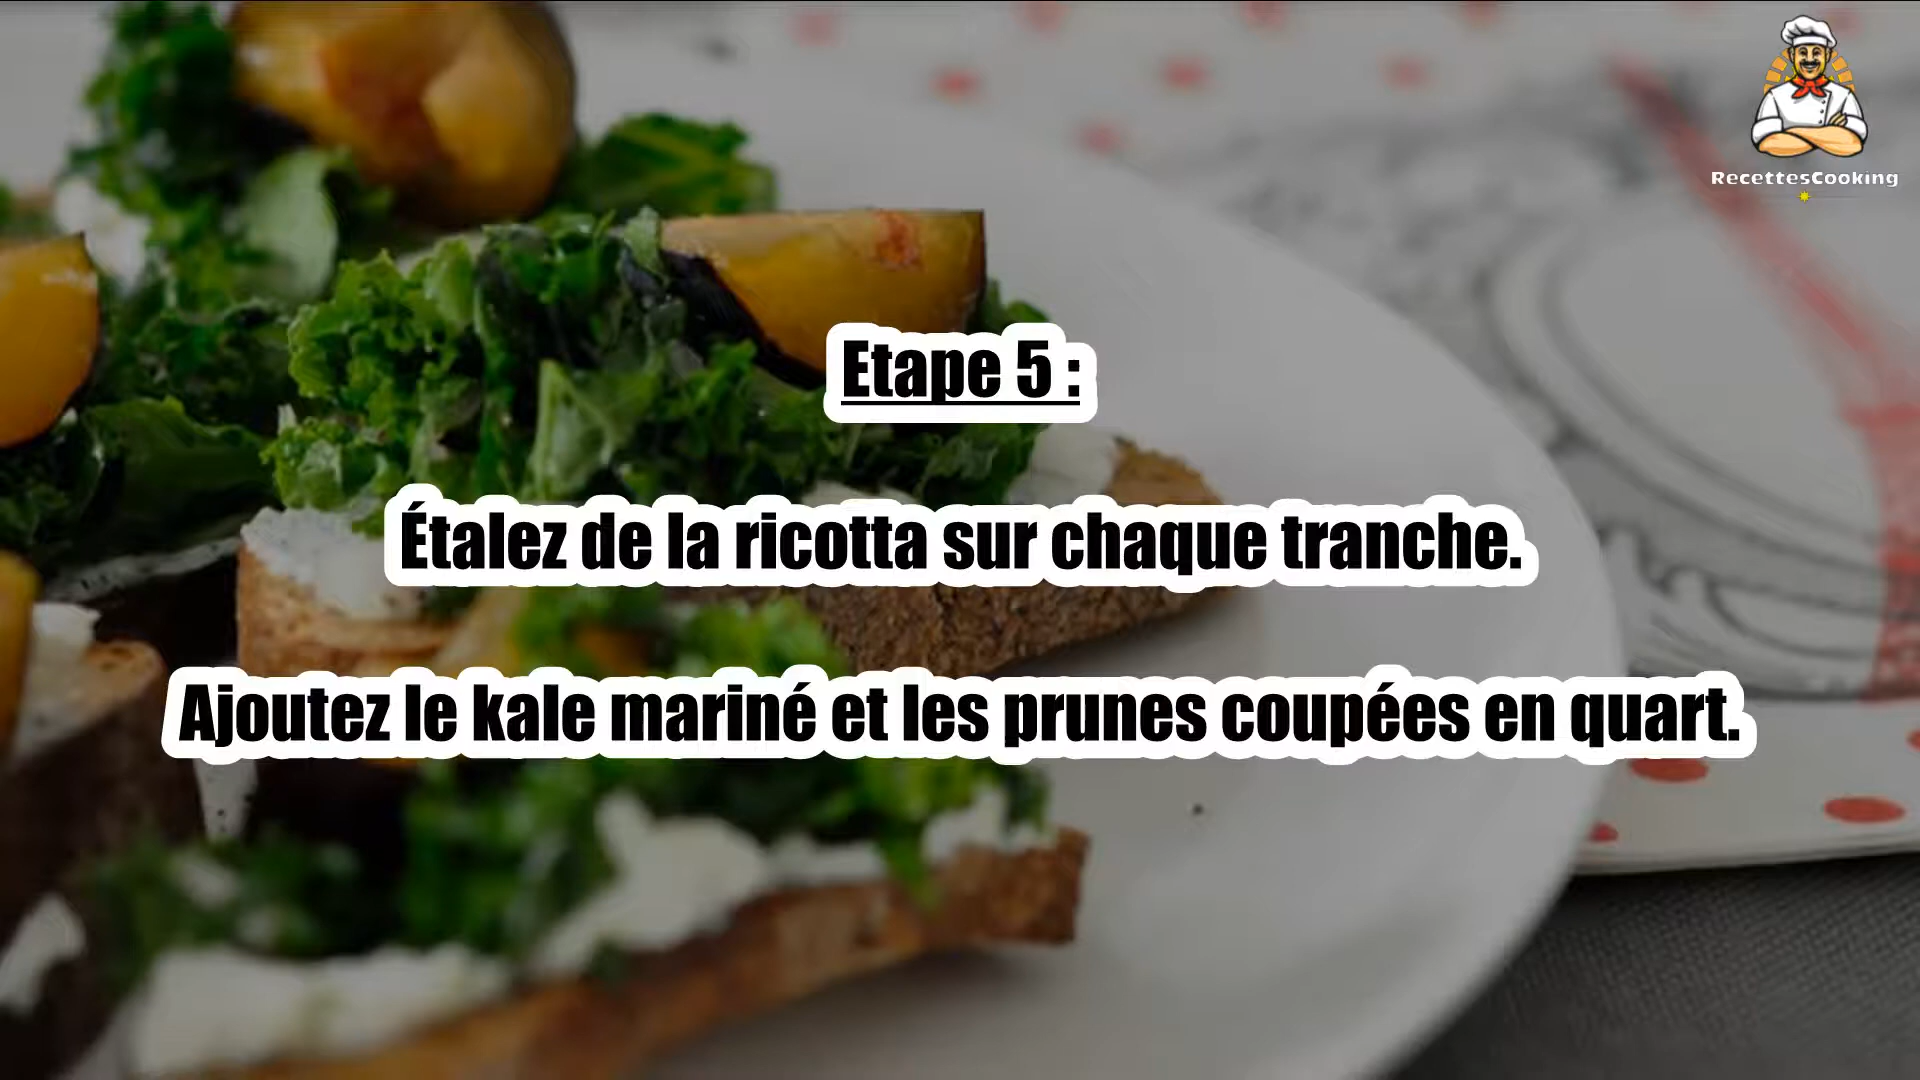 RecettesCooking
Etape 5 :
Étalez de la ricotta sur chaque tranche.
Ajoutez le kale mariné et les prunes coupées en quart.